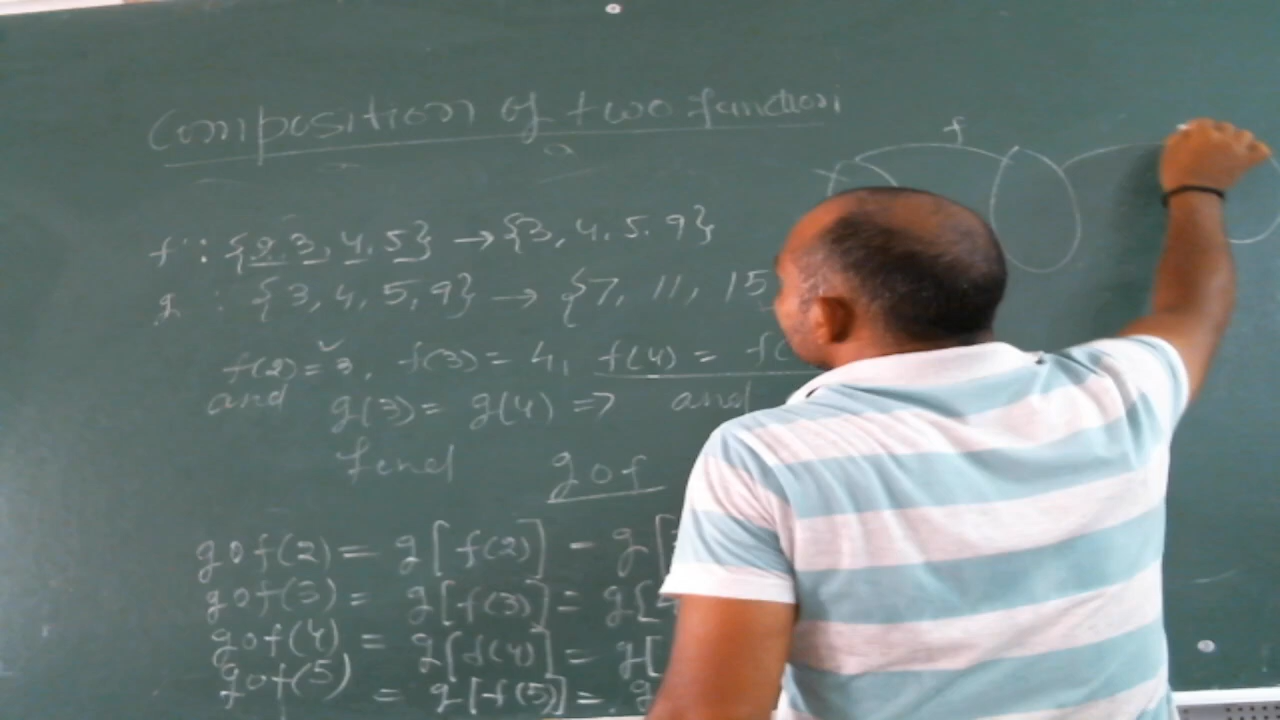 Composition of two function
f
x
f : {2,3,4,5} → {3,4,5.9}
g : {3,4,5,9} → {7, 11, 15
f(2)=3, f(3)=4, f(4) = f(
and g(3)= g(4) => and
find gof
gof(2)= g[f(2)] = g[
gof(3)= g[f(3)]= g[
gof(4) = g[f(4)]= g[
gof(5) = g[f(5)]= g